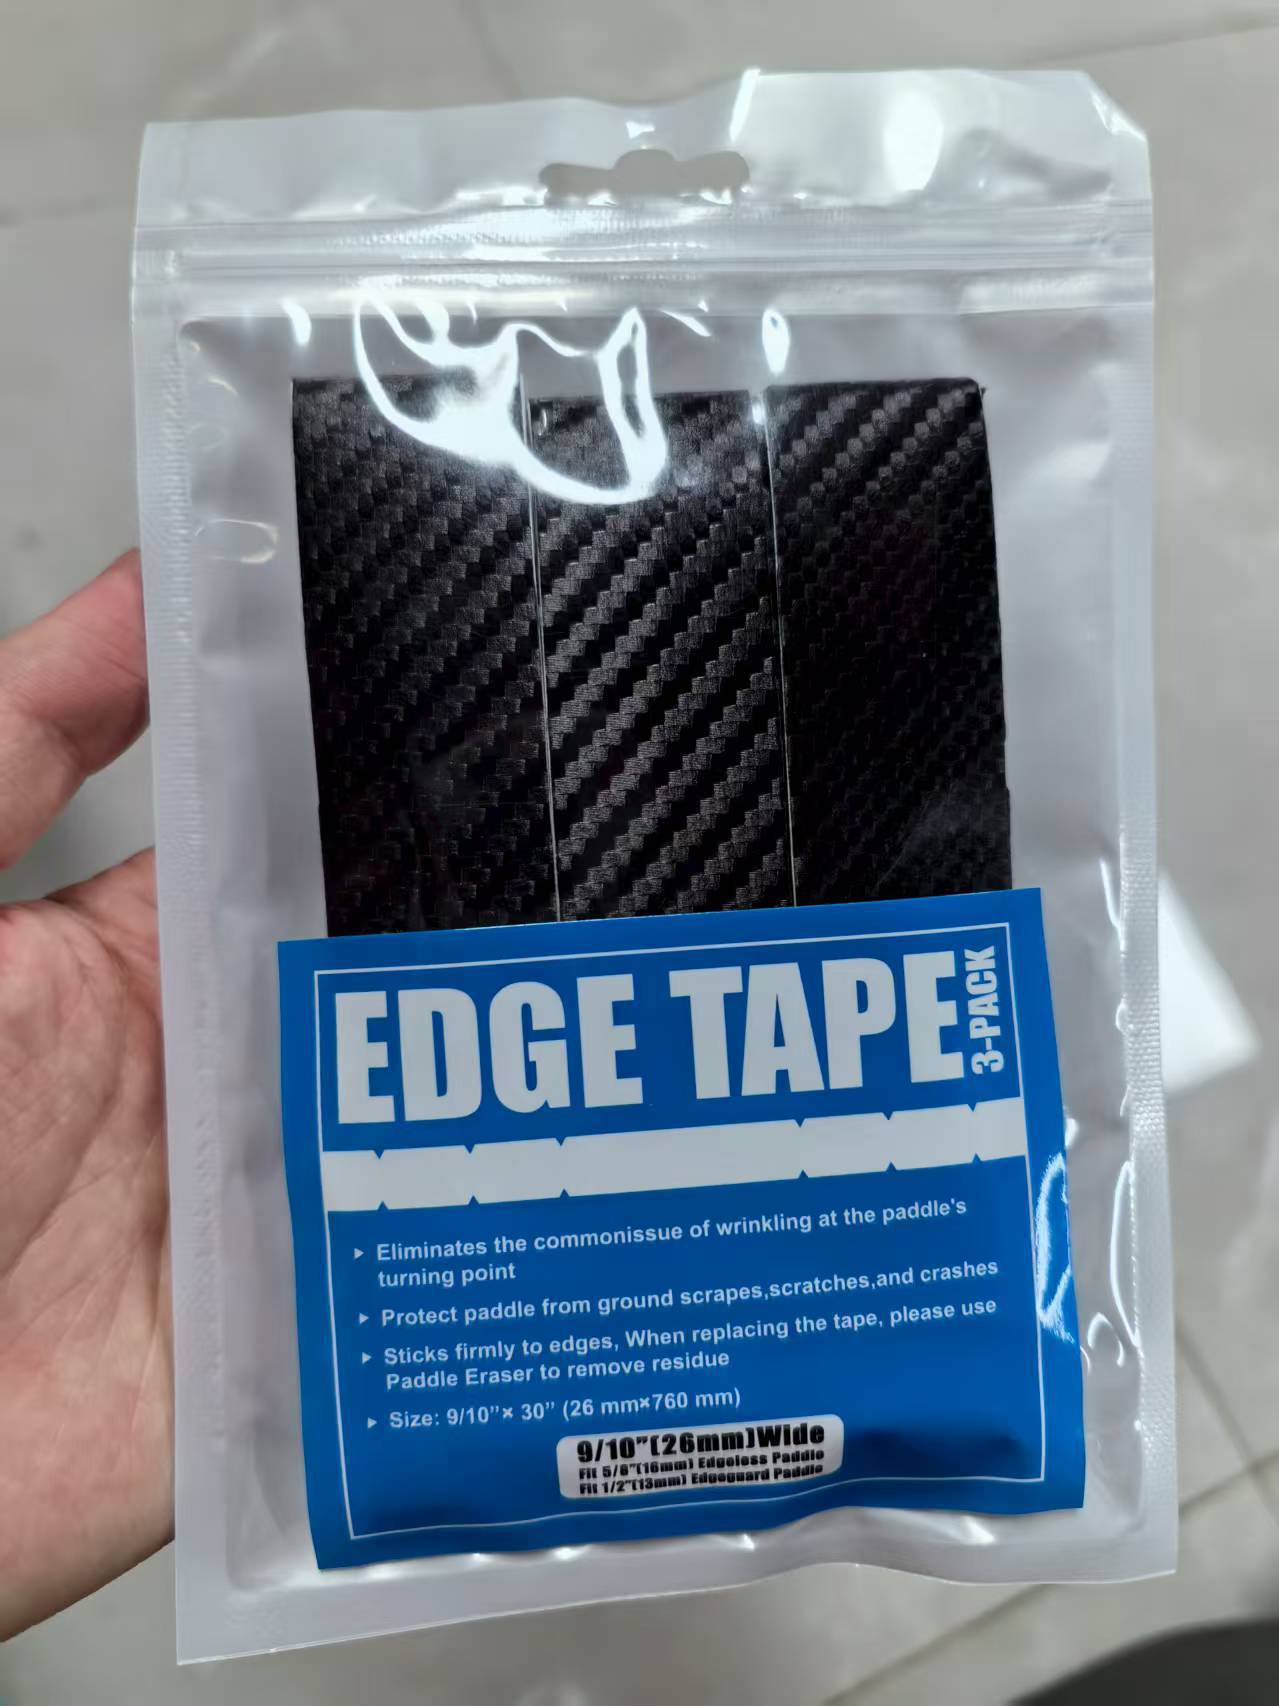 EDGE TAPE
3-PACK
▶ Eliminates the commonissue of wrinkling at the paddle's
turning point
▶ Protect paddle from ground scrapes,scratches,and crashes
▶ Sticks firmly to edges, When replacing the tape, please use
Paddle Eraser to remove residue
▶ Size: 9/10”× 30” (26 mm×760 mm)
9/10”(26mm)Wide
Fit 5/8”(16mm) Edgeless Paddle
Fit 1/2”(13mm) Edgeguard Paddle